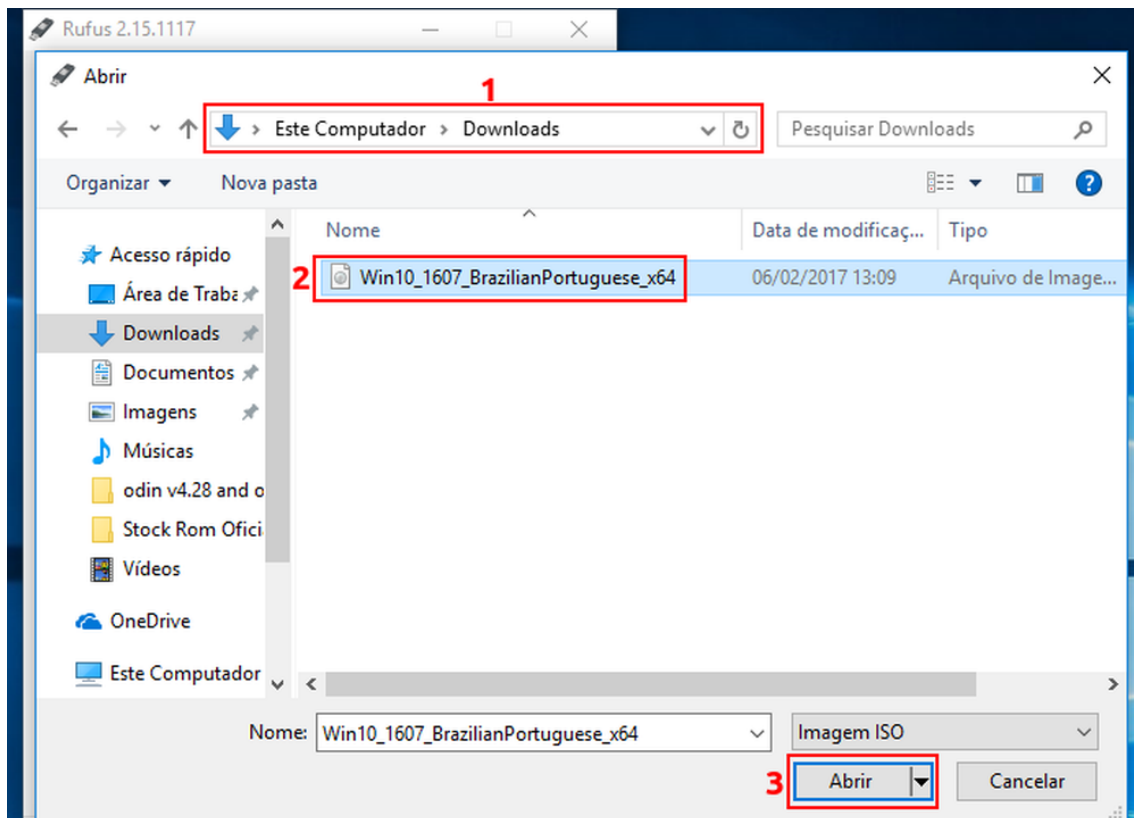 Rufus 2.15.1117
Abrir
1
Este Computador > Downloads
Pesquisar Downloads
Organizar
Nova pasta
?
Nome
Data de modificaç...
Tipo
Acesso rápido
2
Win10_1607_BrazilianPortuguese_x64
06/02/2017 13:09
Arquivo de Image...
Área de Traba
Downloads
Documentos
Imagens
Músicas
odin v4.28 and o
Stock Rom Ofici
Vídeos
OneDrive
Este Computador
Nome:
Win10_1607_BrazilianPortuguese_x64
Imagem ISO
3
Abrir
Cancelar